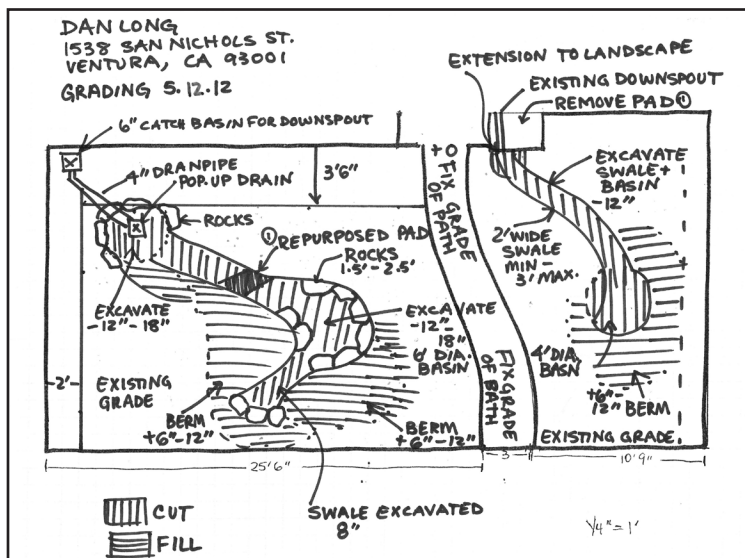 DAN LONG
1538 SAN NICHOLS ST.
VENTURA, CA 93001
GRADING 5.12.12
EXTENSION TO LANDSCAPE
EXISTING DOWNSPOUT
REMOVE PAD ①
6" CATCH BASIN FOR DOWNSPOUT
4" DRANPIPE
POP-UP DRAIN
3'6"
ROCKS
① REPURPOSED PAD
ROCKS
1.5'-2.5'
EXCAVATE
-12"-18"
EXCAVATE
-12"-
18"
6' DIA.
BASIN
-2'-
EXISTING
GRADE
BERM
+6"-12"
BERM
+6"-12"
SWALE EXCAVATED
8"
+0 FIX GRADE
OF PATH
FIX GRADE
OF PATH
EXCAVATE
SWALE +
BASIN
-12"
2' WIDE
SWALE
MIN -
3' MAX.
4' DIA.
BASN
+6"-
12" BERM
EXISTING GRADE
25'6"
3'
10'9"
CUT
FILL
1/4" = 1'